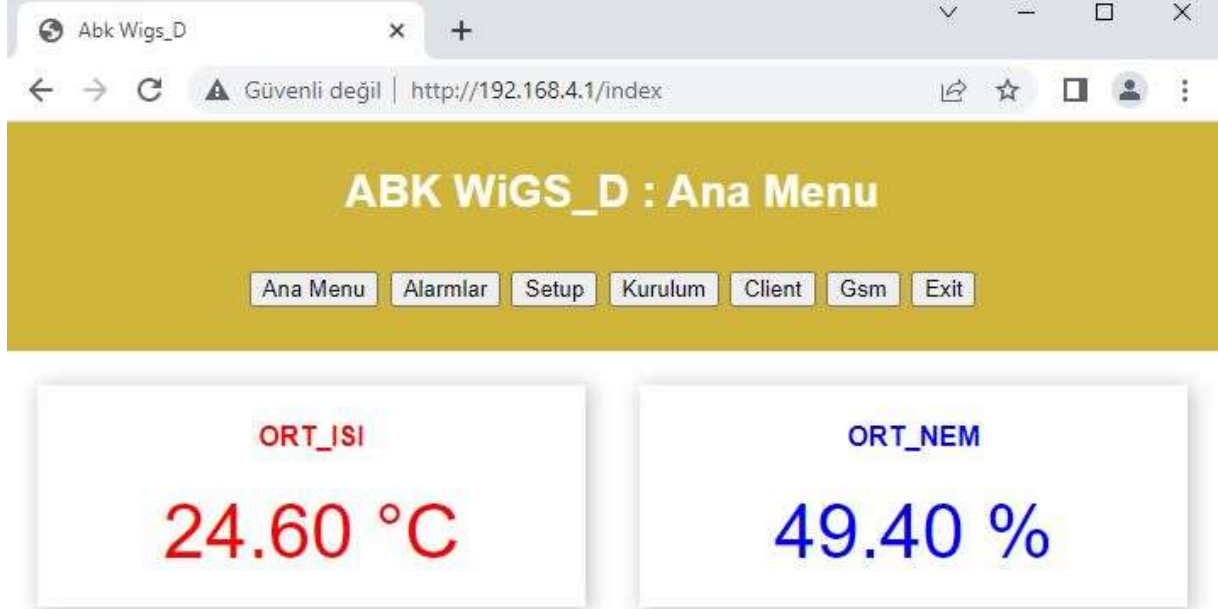 Abk Wigs_D
Güvenli değil | http://192.168.4.1/index
ABK WiGS_D : Ana Menu
Ana Menu Alarmlar Setup Kurulum Client Gsm Exit
ORT_ISI ORT_NEM
24.60 °C 49.40 %